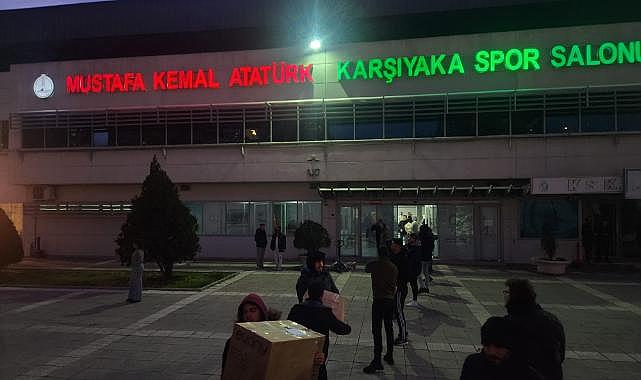 MUSTAFA KEMAL ATATÜRK KARŞIYAKA SPOR SALONU